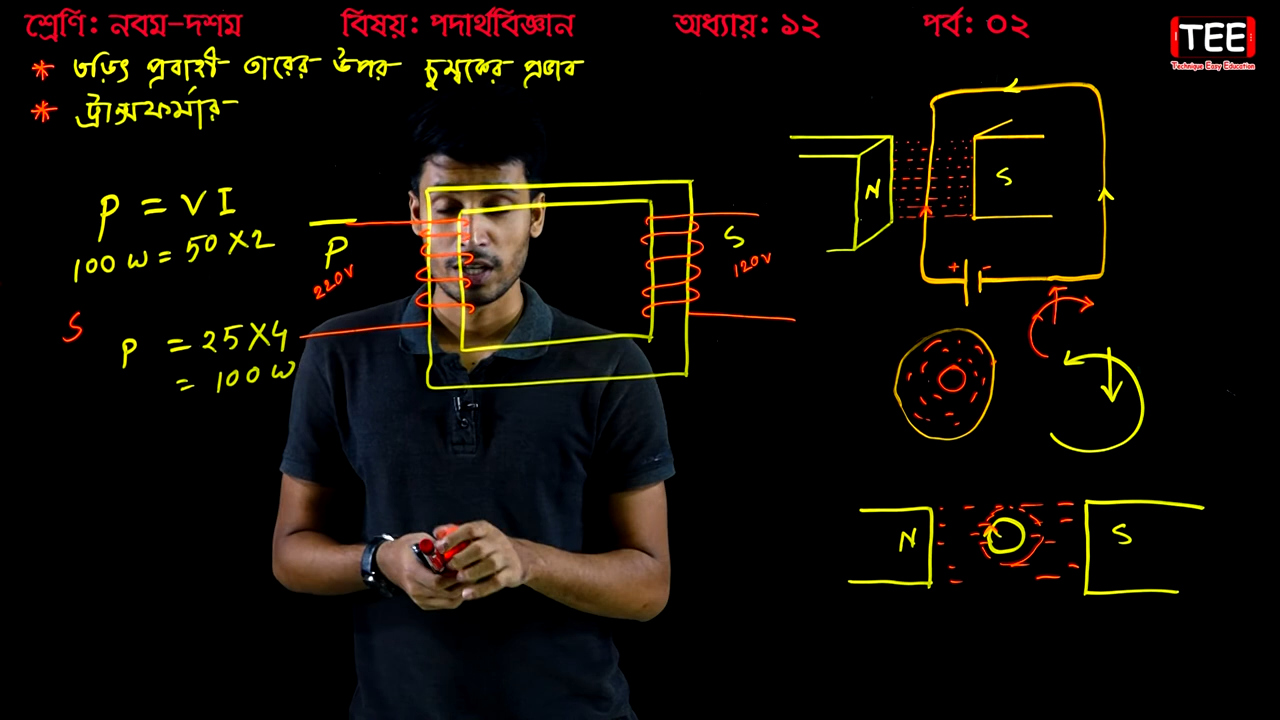 শ্রেণি: নবম-দশম বিষয়: পদার্থবিজ্ঞান অধ্যায়: ১২ পর্ব: ০২
TEE
Technique Easy Education
* তড়িৎ প্রবাহী তারের উপর চুম্বকের প্রভাব
* ট্রান্সফর্মার
P = VI
100 W = 50 X 2
S
P = 25 X 4
= 100 W
P
220V
S
120V
N
S
+ -
N
S